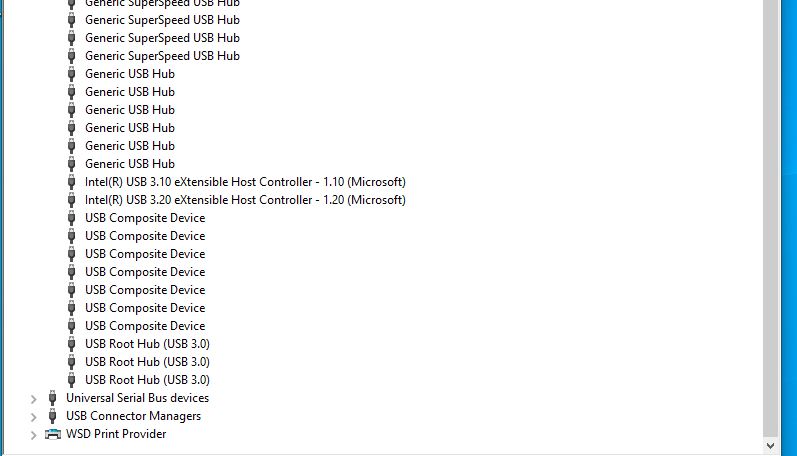 Generic SuperSpeed USB Hub
Generic SuperSpeed USB Hub
Generic SuperSpeed USB Hub
Generic SuperSpeed USB Hub
Generic USB Hub
Generic USB Hub
Generic USB Hub
Generic USB Hub
Generic USB Hub
Generic USB Hub
Intel(R) USB 3.10 eXtensible Host Controller - 1.10 (Microsoft)
Intel(R) USB 3.20 eXtensible Host Controller - 1.20 (Microsoft)
USB Composite Device
USB Composite Device
USB Composite Device
USB Composite Device
USB Composite Device
USB Composite Device
USB Composite Device
USB Root Hub (USB 3.0)
USB Root Hub (USB 3.0)
USB Root Hub (USB 3.0)
Universal Serial Bus devices
USB Connector Managers
WSD Print Provider